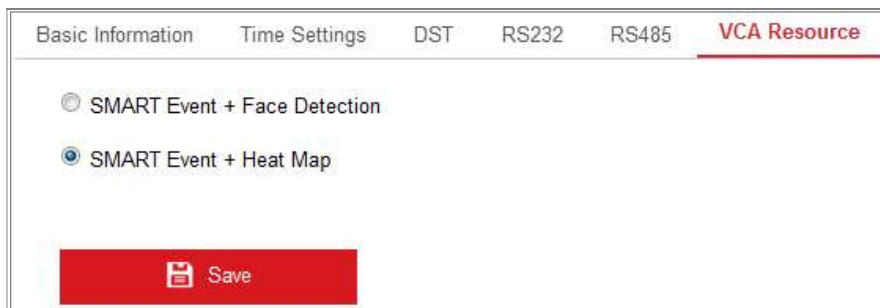 Basic Information Time Settings DST RS232 RS485 VCA Resource
SMART Event + Face Detection
SMART Event + Heat Map
Save